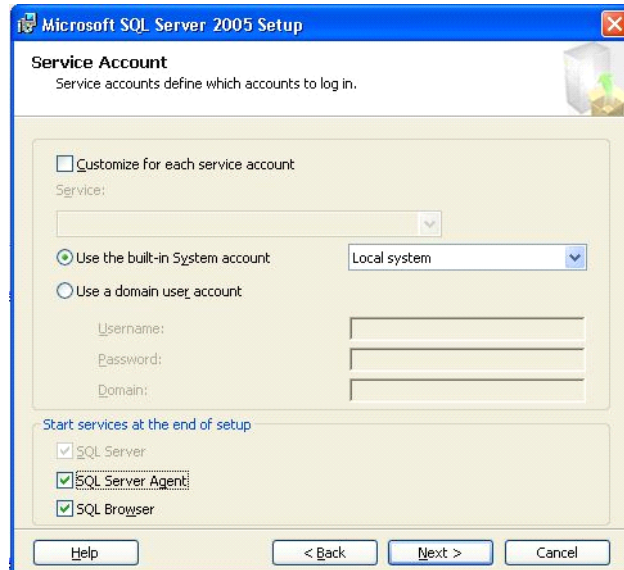 Microsoft SQL Server 2005 Setup
Service Account
Service accounts define which accounts to log in.
Customize for each service account
Service:
Use the built-in System account Local system
Use a domain user account
Username:
Password:
Domain:
Start services at the end of setup
SQL Server
SQL Server Agent
SQL Browser
Help < Back Next > Cancel